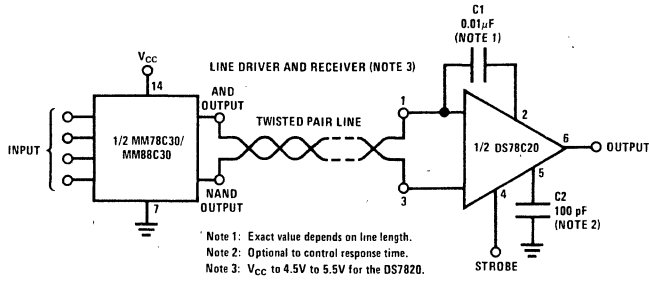 C1
0.01µF
(NOTE 1)
VCC
14
LINE DRIVER AND RECEIVER (NOTE 3)
AND
OUTPUT
TWISTED PAIR LINE
1
2
INPUT
1/2 MM78C30/
MM88C30
1/2 DS78C20
6
OUTPUT
5
NAND
OUTPUT
3
4
C2
100 pF
(NOTE 2)
7
STROBE
Note 1: Exact value depends on line length.
Note 2: Optional to control response time.
Note 3: VCC to 4.5V to 5.5V for the DS7820.